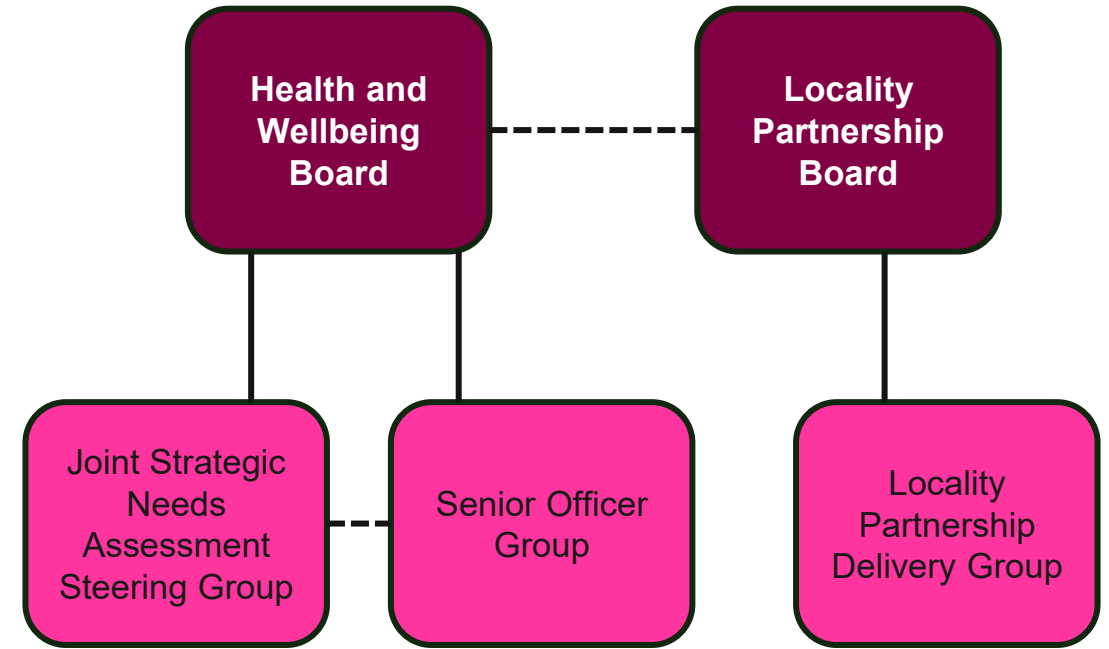 Health and
Wellbeing
Board
Locality
Partnership
Board
Joint Strategic
Needs
Assessment
Steering Group
Senior Officer
Group
Locality
Partnership
Delivery Group